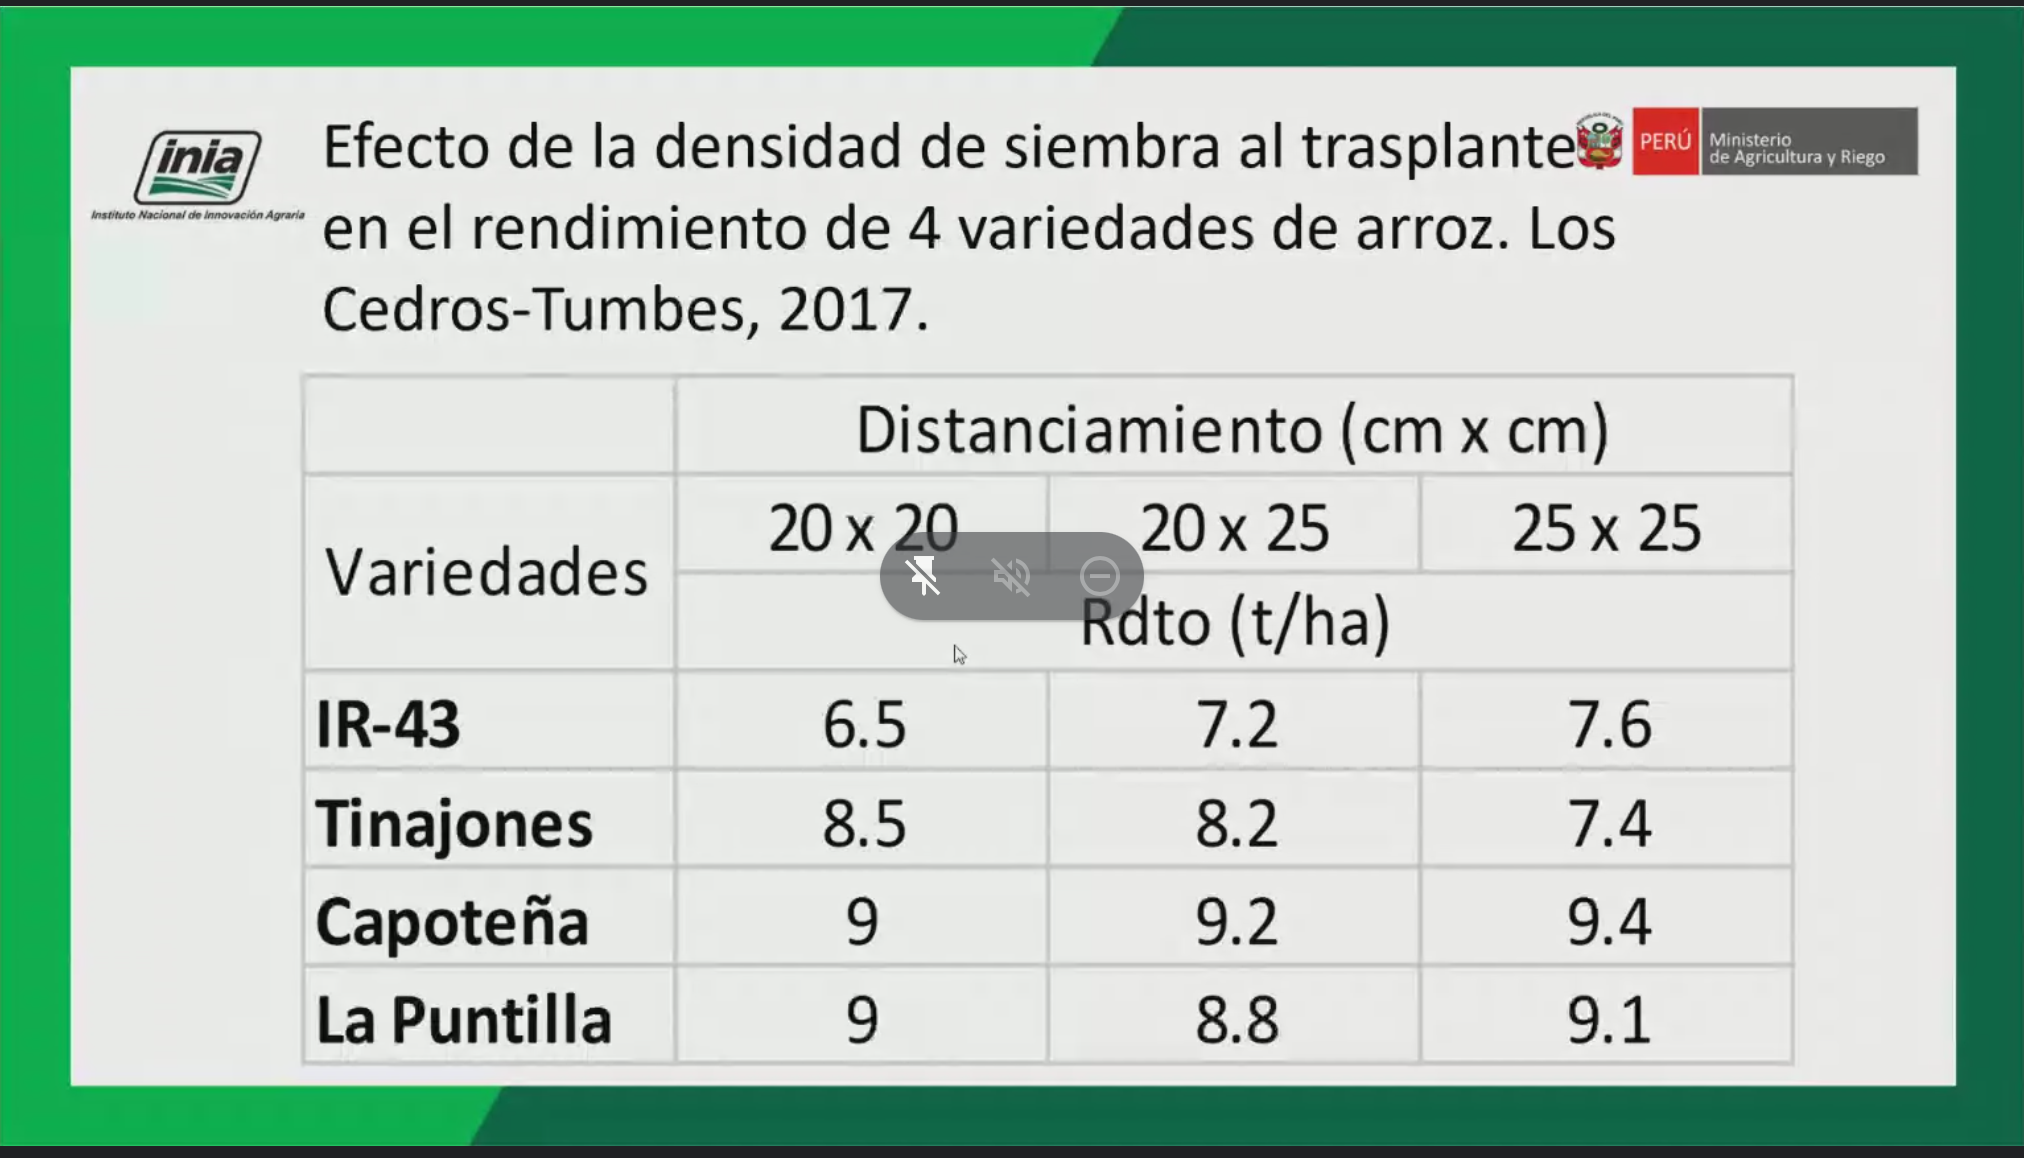 inia
Instituto Nacional de Innovación Agraria
Efecto de la densidad de siembra al trasplante
en el rendimiento de 4 variedades de arroz. Los
Cedros-Tumbes, 2017.
PERÚ
Ministerio
de Agricultura y Riego
Distanciamiento (cm x cm)
Variedades
20 x 20 20 x 25 25 x 25
Rdto (t/ha)
IR-43 6.5 7.2 7.6
Tinajones 8.5 8.2 7.4
Capoteña 9 9.2 9.4
La Puntilla 9 8.8 9.1